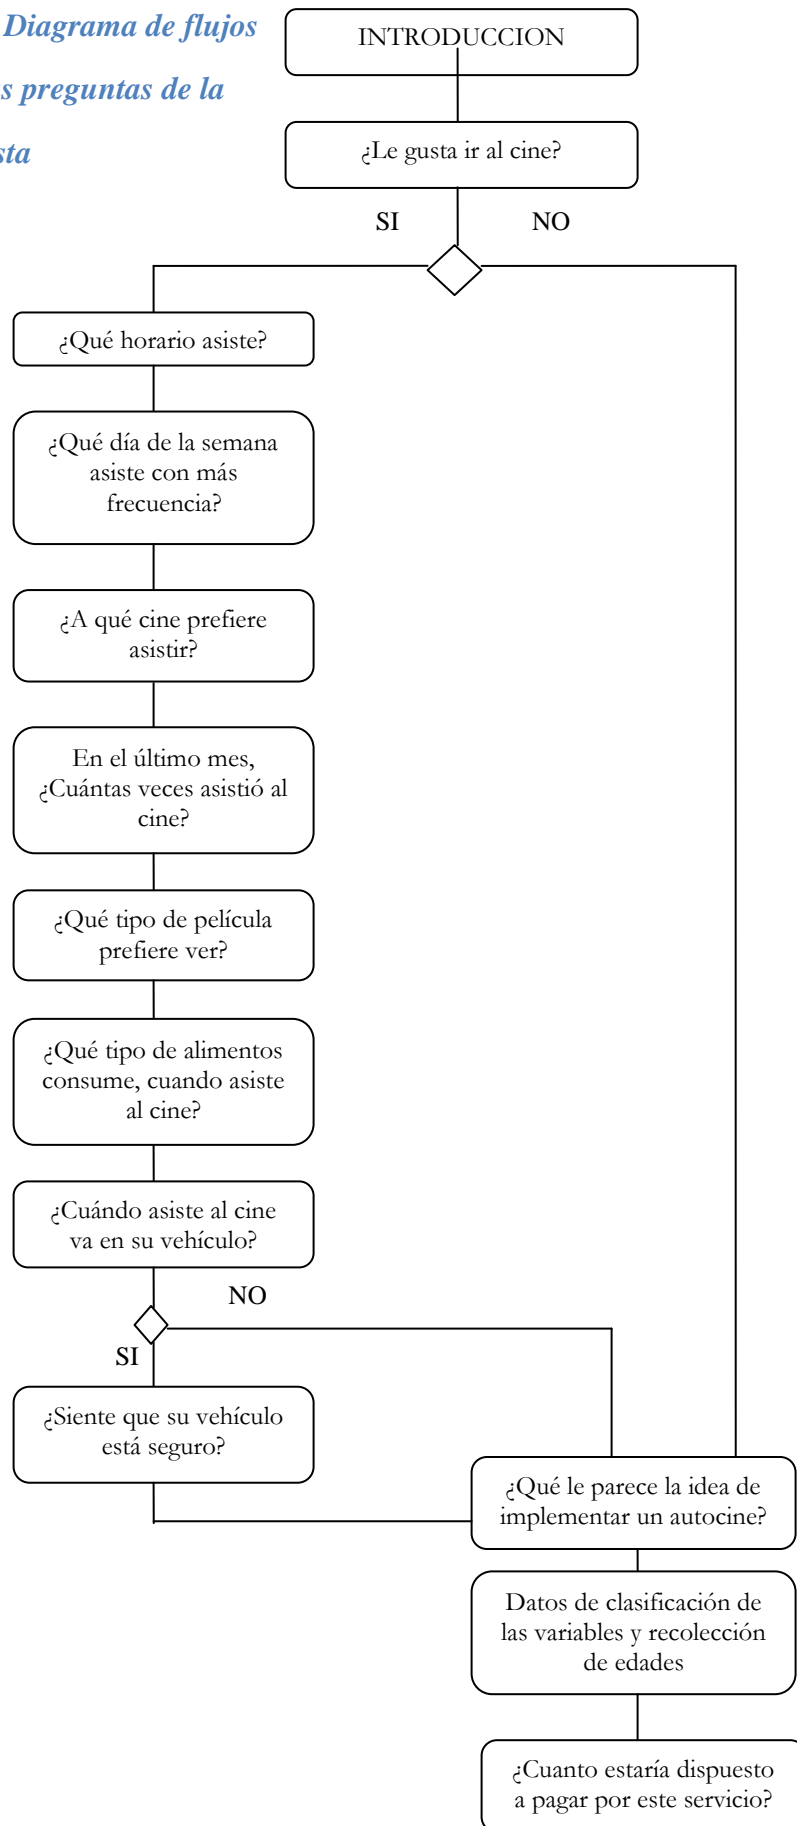 Diagrama de flujos
s preguntas de la
sta
INTRODUCCION
¿Le gusta ir al cine?
SI
NO
¿Qué horario asiste?
¿Qué día de la semana
asiste con más
frecuencia?
¿A qué cine prefiere
asistir?
En el último mes,
¿Cuántas veces asistió al
cine?
¿Qué tipo de película
prefiere ver?
¿Qué tipo de alimentos
consume, cuando asiste
al cine?
¿Cuándo asiste al cine
va en su vehículo?
NO
SI
¿Siente que su vehículo
está seguro?
¿Qué le parece la idea de
implementar un autocine?
Datos de clasificación de
las variables y recolección
de edades
¿Cuanto estaría dispuesto
a pagar por este servicio?